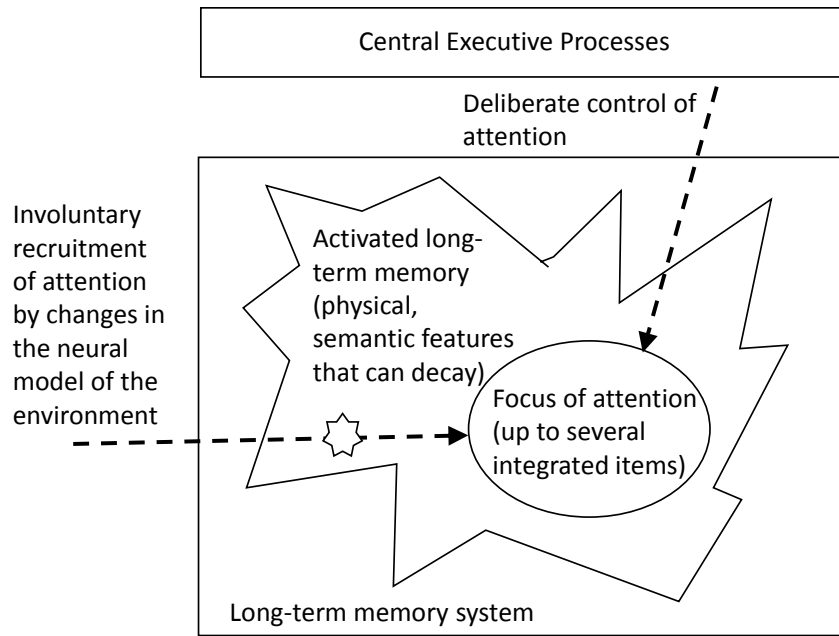 Central Executive Processes
Deliberate control of
attention
Involuntary
recruitment
of attention
by changes in
the neural
model of the
environment
Activated long-
term memory
(physical,
semantic features
that can decay)
Focus of attention
(up to several
integrated items)
Long-term memory system